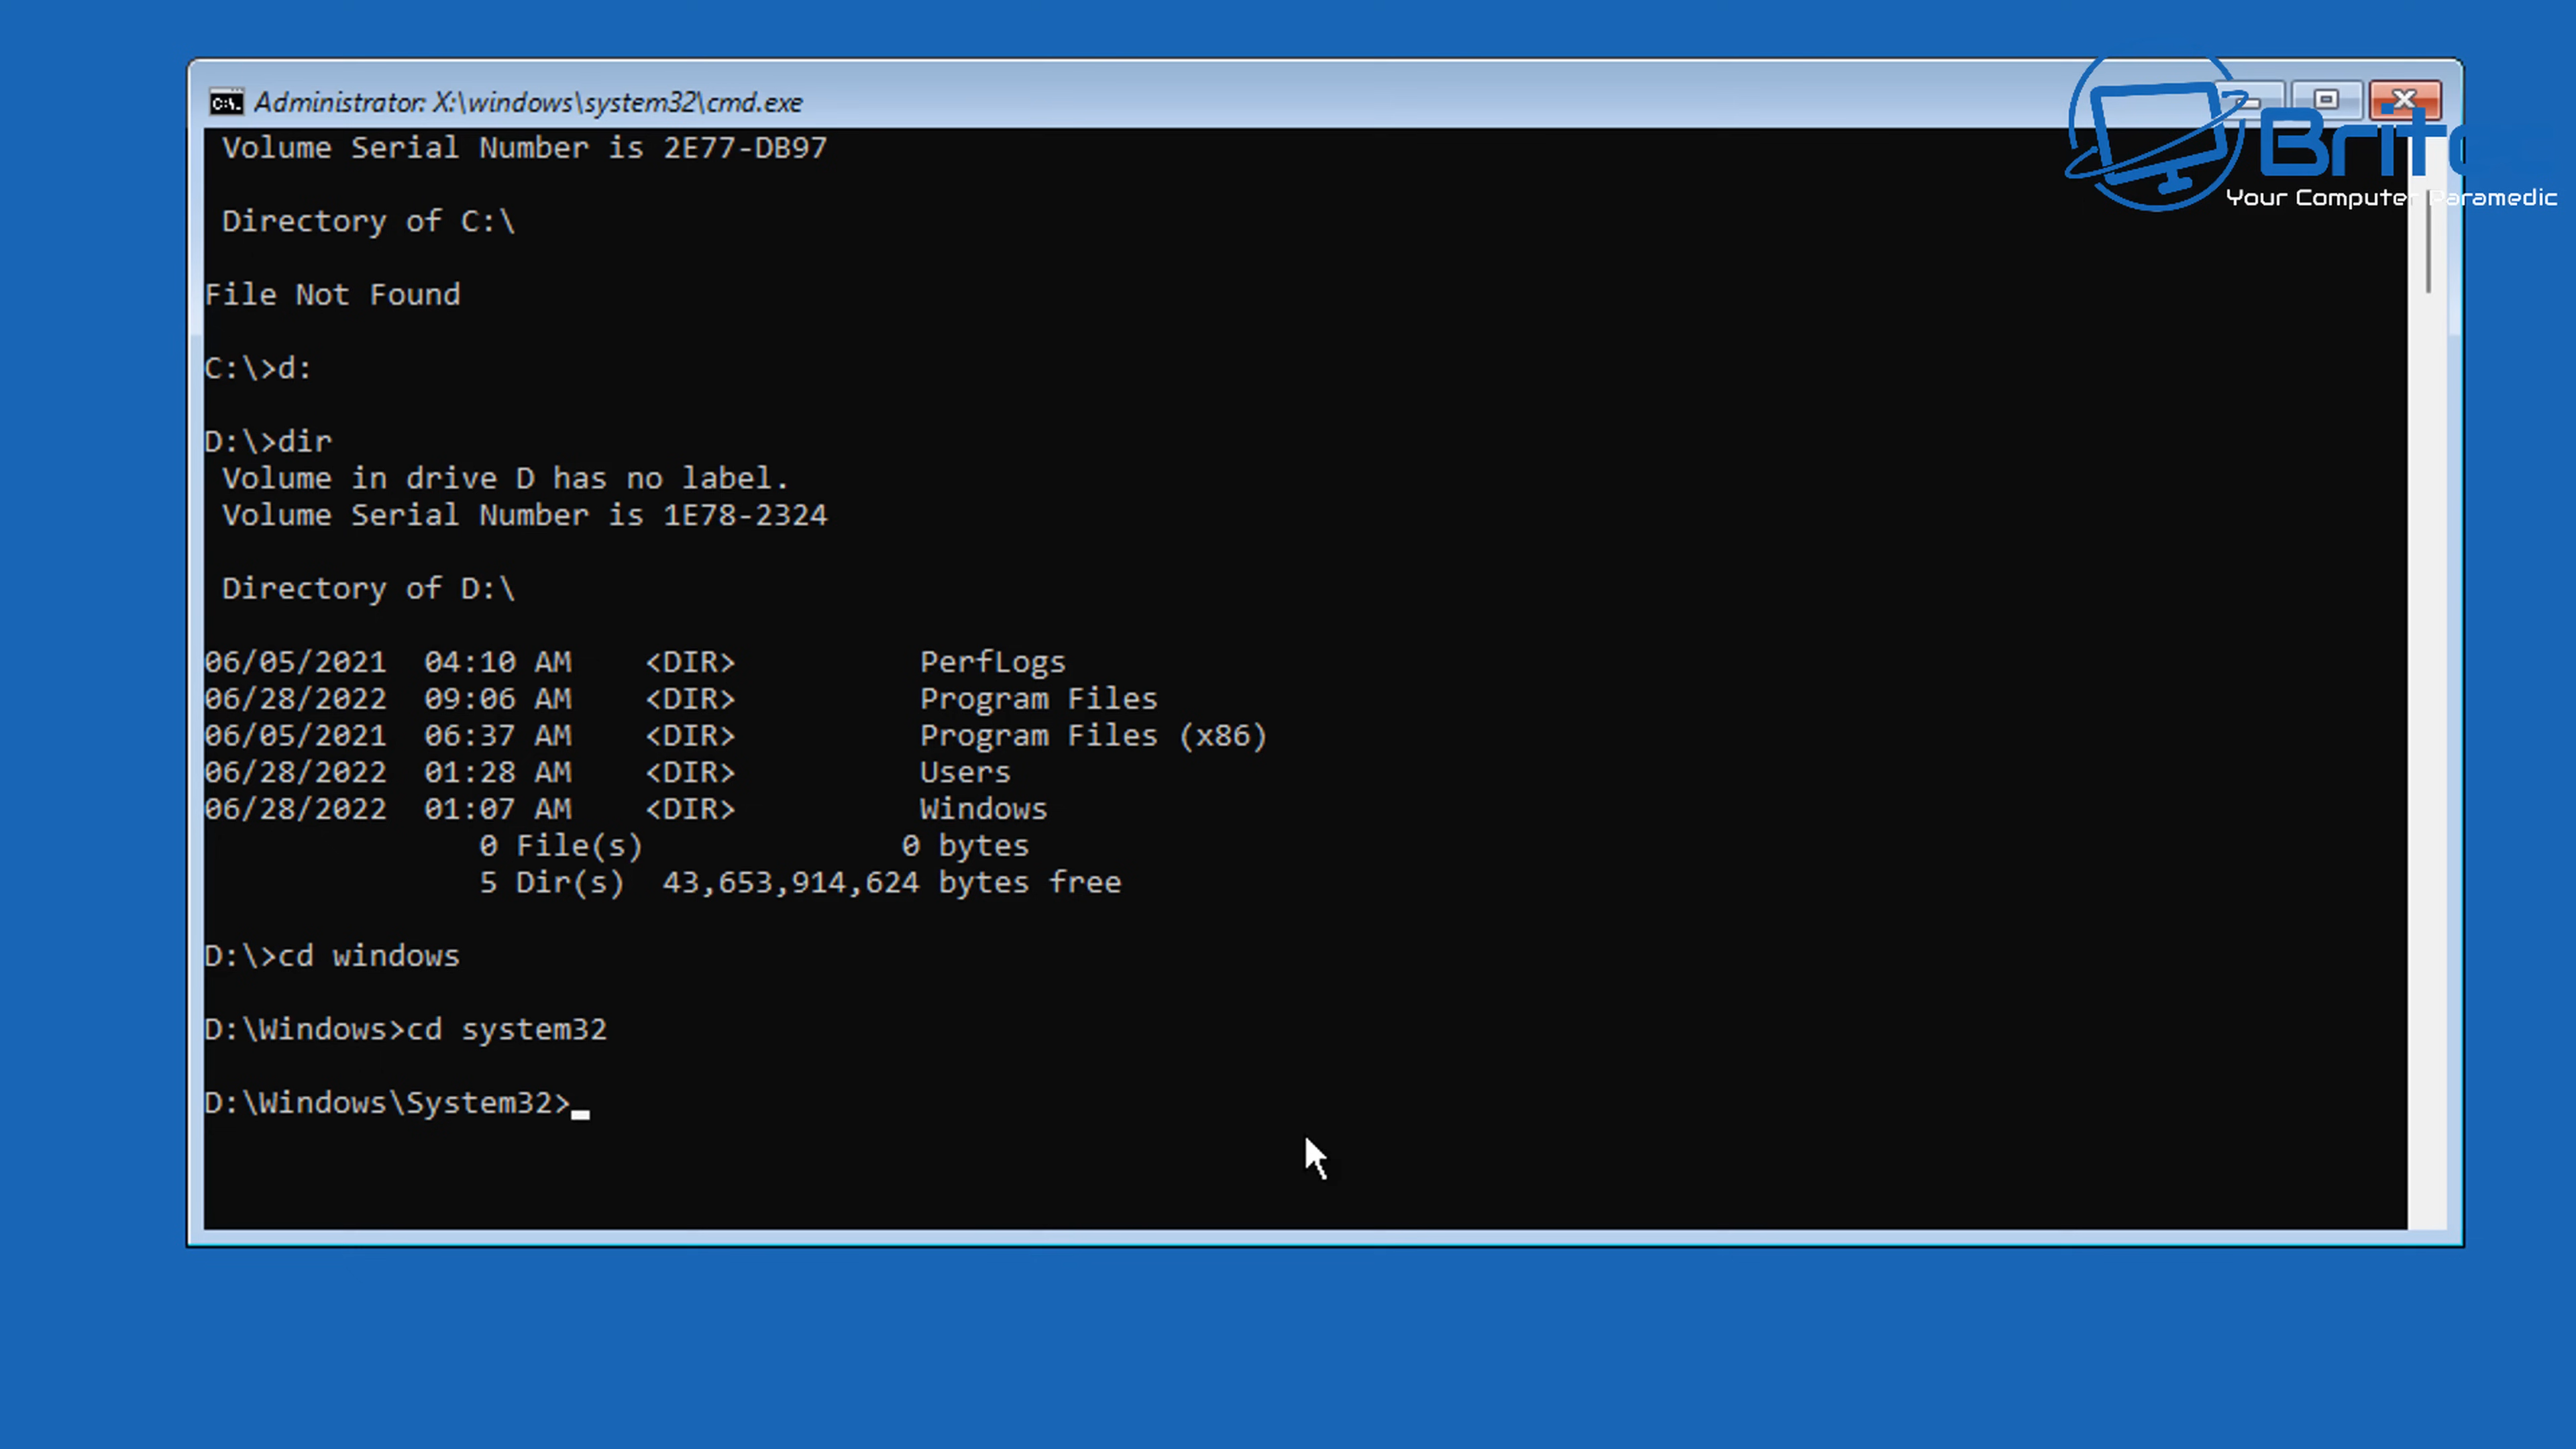 Administrator: X:\windows\system32\cmd.exe
Brite
Your Computer Paramedic
Volume Serial Number is 2E77-DB97
Directory of C:\
File Not Found
C:\>d:
D:\>dir
Volume in drive D has no label.
Volume Serial Number is 1E78-2324
Directory of D:\
06/05/2021 04:10 AM <DIR> PerfLogs
06/28/2022 09:06 AM <DIR> Program Files
06/05/2021 06:37 AM <DIR> Program Files (x86)
06/28/2022 01:28 AM <DIR> Users
06/28/2022 01:07 AM <DIR> Windows
0 File(s) 0 bytes
5 Dir(s) 43,653,914,624 bytes free
D:\>cd windows
D:\Windows>cd system32
D:\Windows\System32>